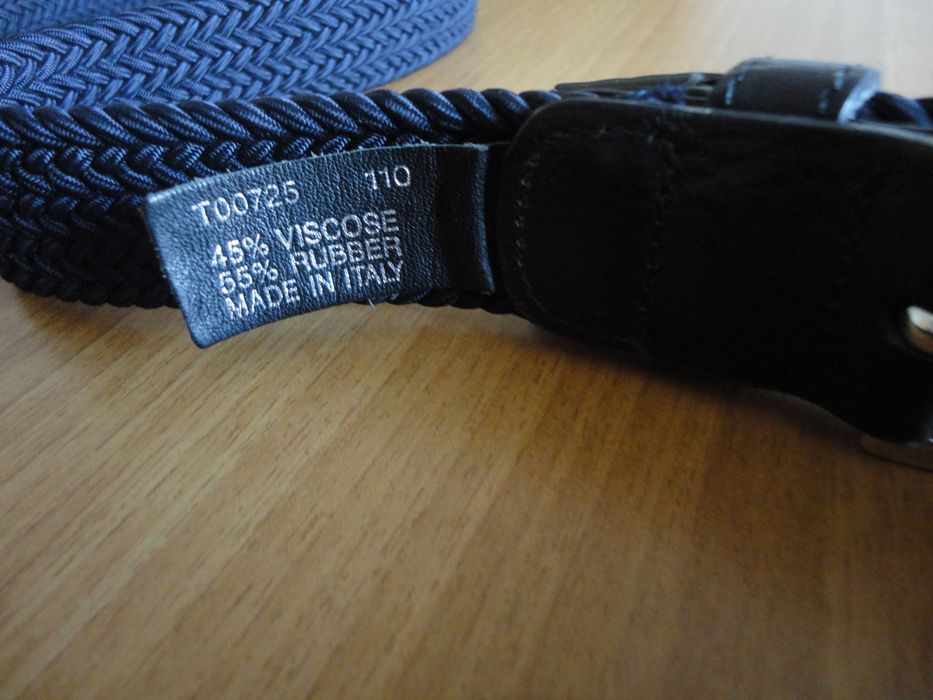 T00725 110
45% VISCOSE
55% RUBBER
MADE IN ITALY